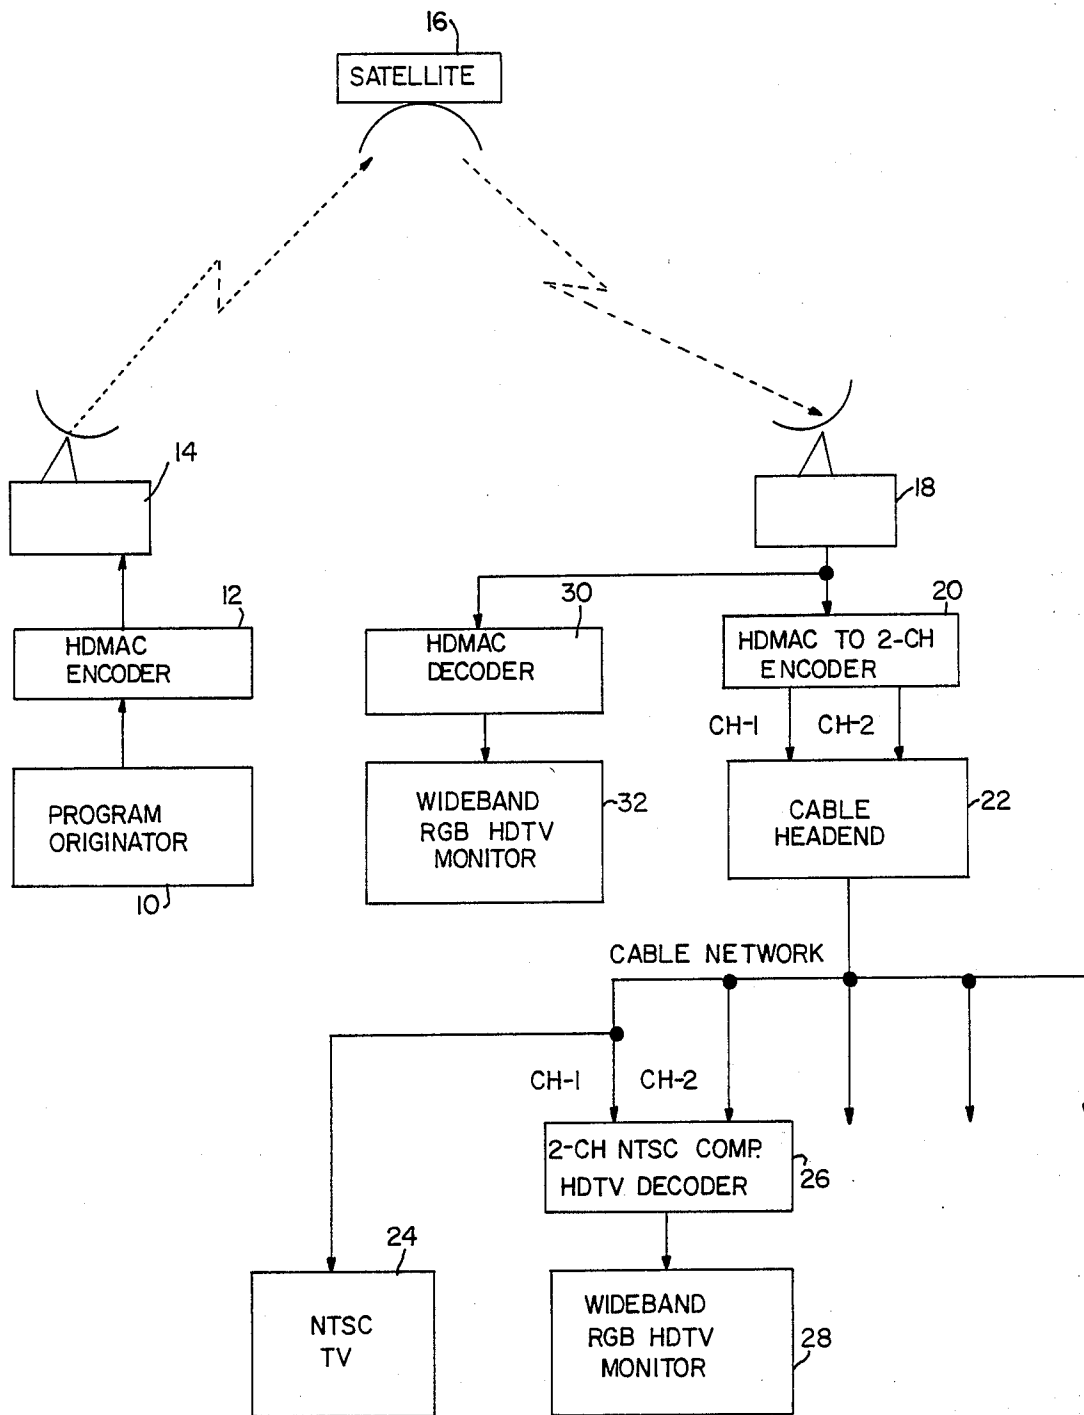 16
SATELLITE
14
18
12
HDMAC
ENCODER
30
HDMAC
DECODER
20
HDMAC TO 2-CH
ENCODER
CH-1
CH-2
PROGRAM
ORIGINATOR
10
WIDEBAND
RGB HDTV
MONITOR
32
CABLE
HEADEND
22
CABLE NETWORK
CH-1
CH-2
2-CH NTSC COMP.
HDTV DECODER
26
24
NTSC
TV
WIDEBAND
RGB HDTV
MONITOR
28